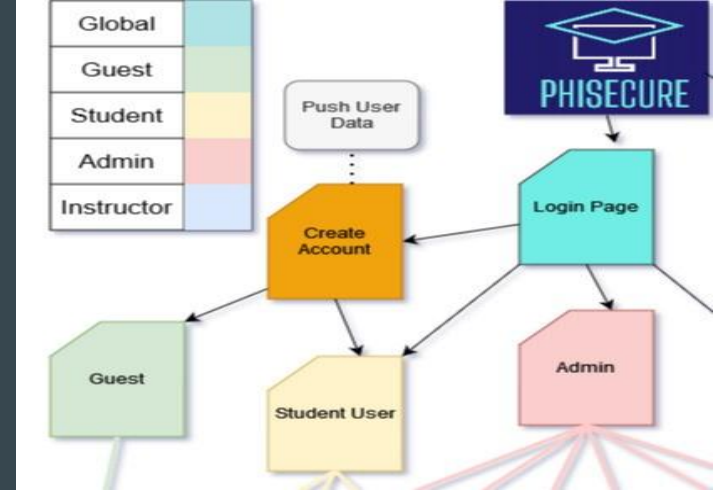 Global
Guest
Student
Admin
Instructor
Push User
Data
PHISECURE
Create
Account
Login Page
Guest
Student User
Admin